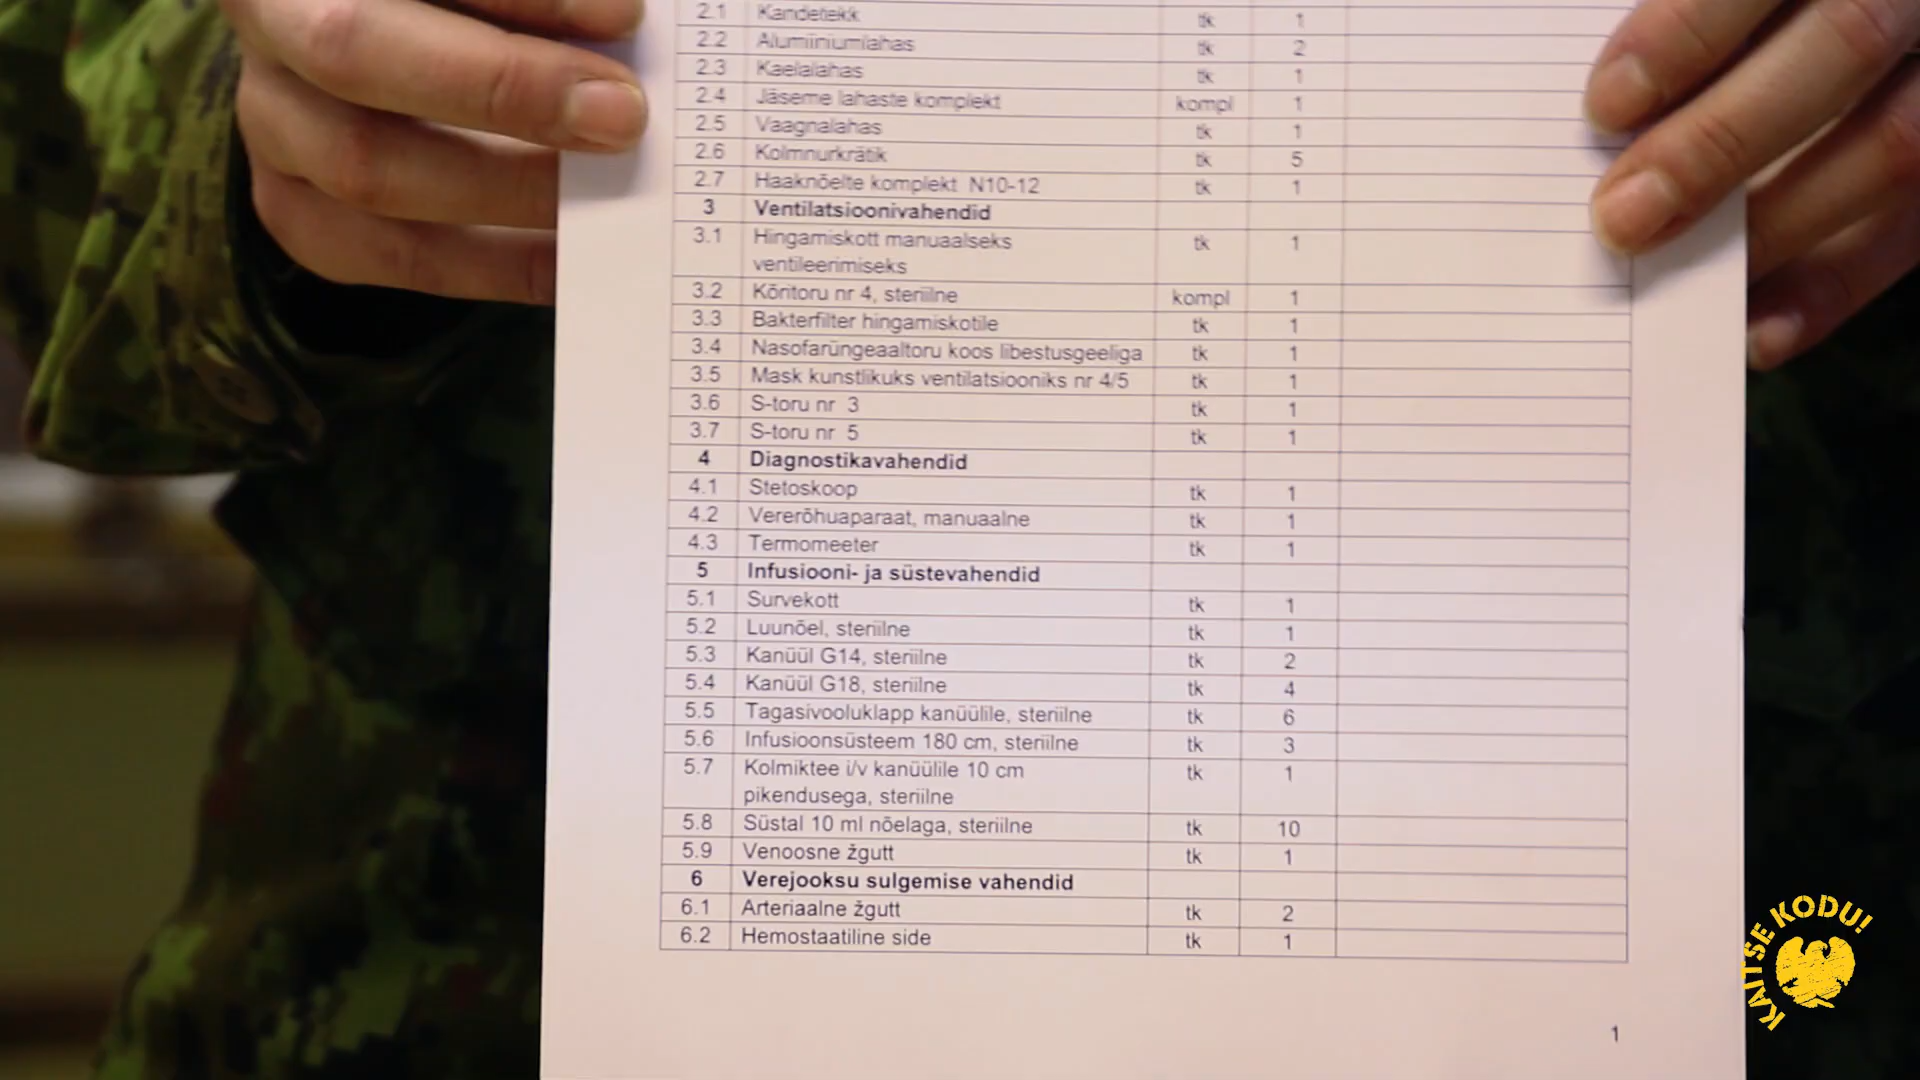 2.1 Kandetekk tk 1
2.2 Alumiiniumlahas tk 2
2.3 Kaelalahas tk 1
2.4 Jäseme lahaste komplekt kompl 1
2.5 Vaagnalahas tk 1
2.6 Kolmnurkrätik tk 5
2.7 Haaknõelte komplekt N10-12 tk 1
3 Ventilatsioonivahendid
3.1 Hingamiskott manuaalseks tk 1
ventileerimiseks
3.2 Kõritoru nr 4, steriilne kompl 1
3.3 Bakterfilter hingamiskotile tk 1
3.4 Nasofarüngeaaltoru koos libestusgeeliga tk 1
3.5 Mask kunstlikuks ventilatsiooniks nr 4/5 tk 1
3.6 S-toru nr 3 tk 1
3.7 S-toru nr 5 tk 1
4 Diagnostikavahendid
4.1 Stetoskoop tk 1
4.2 Vererõhuaparaat, manuaalne tk 1
4.3 Termomeeter tk 1
5 Infusiooni- ja süstevahendid
5.1 Survekott tk 1
5.2 Luunõel, steriilne tk 1
5.3 Kanüül G14, steriilne tk 2
5.4 Kanüül G18, steriilne tk 4
5.5 Tagasivooluklapp kanüülile, steriilne tk 6
5.6 Infusioonsüsteem 180 cm, steriilne tk 3
5.7 Kolmiktee i/v kanüülile 10 cm tk 1
pikendusega, steriilne
5.8 Süstal 10 ml nõelaga, steriilne tk 10
5.9 Venoosne žgutt tk 1
6 Verejooksu sulgemise vahendid
6.1 Arteriaalne žgutt tk 2
6.2 Hemostaatiline side tk 1
1
KAITSE KODU!